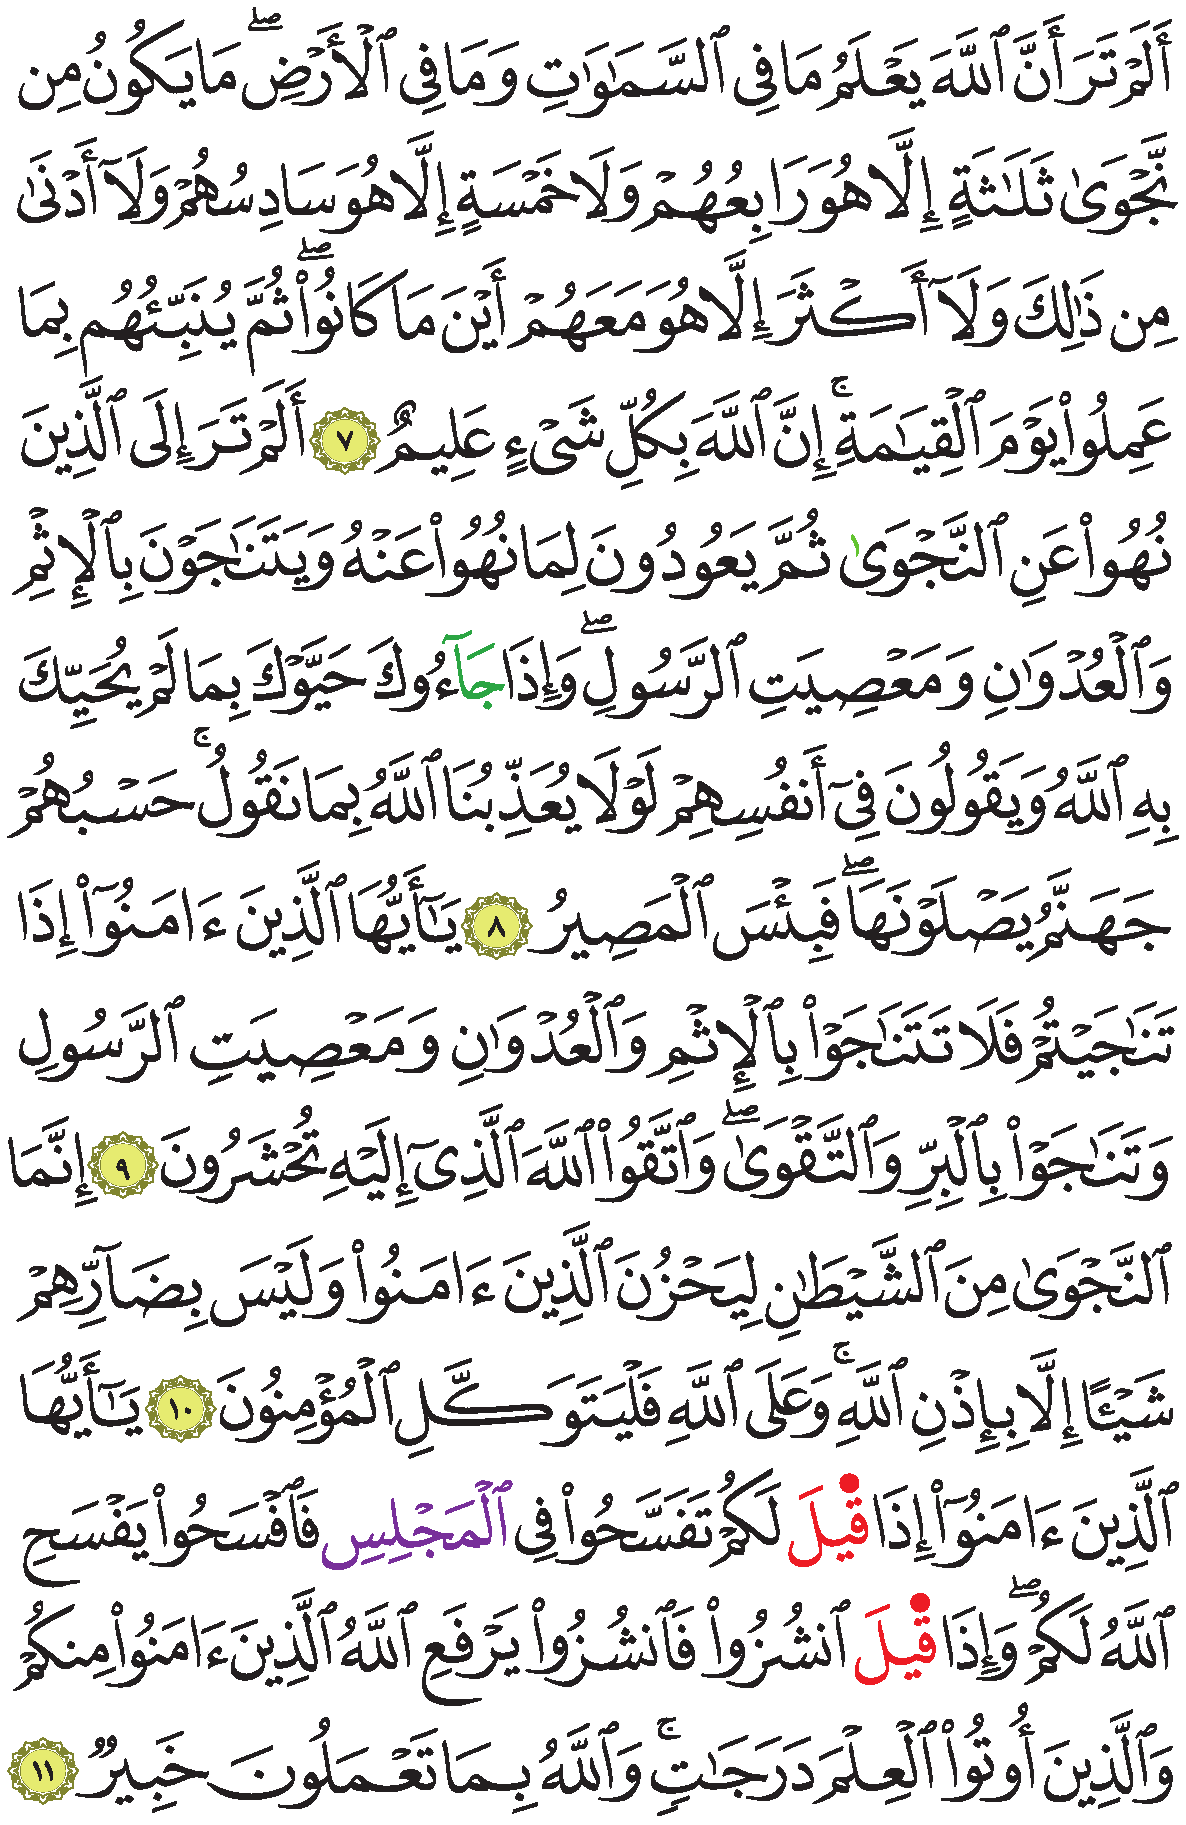 أَلَمْ تَرَ أَنَّ ٱللَّهَ يَعْلَمُ مَا فِى ٱلسَّمَٰوَٰتِ وَمَا فِى ٱلْأَرْضِ ۖ مَا يَكُونُ مِن
نَّجْوَىٰ ثَلَٰثَةٍ إِلَّا هُوَ رَابِعُهُمْ وَلَا خَمْسَةٍ إِلَّا هُوَ سَادِسُهُمْ وَلَآ أَدْنَىٰ
مِن ذَٰلِكَ وَلَآ أَكْثَرَ إِلَّا هُوَ مَعَهُمْ أَيْنَ مَا كَانُوا۟ ۖ ثُمَّ يُنَبِّئُهُم بِمَا
عَمِلُوا۟ يَوْمَ ٱلْقِيَٰمَةِ ۚ إِنَّ ٱللَّهَ بِكُلِّ شَىْءٍ عَلِيمٌ ٧ أَلَمْ تَرَ إِلَى ٱلَّذِينَ
نُهُوا۟ عَنِ ٱلنَّجْوَىٰ ثُمَّ يَعُودُونَ لِمَا نُهُوا۟ عَنْهُ وَيَتَنَٰجَوْنَ بِٱلْإِثْمِ
وَٱلْعُدْوَٰنِ وَمَعْصِيَتِ ٱلرَّسُولِ ۖ وَإِذَا جَآءُوكَ حَيَّوْكَ بِمَا لَمْ يُحَيِّكَ
بِهِ ٱللَّهُ وَيَقُولُونَ فِىٓ أَنفُسِهِمْ لَوْلَا يُعَذِّبُنَا ٱللَّهُ بِمَا نَقُولُ ۚ حَسْبُهُمْ
جَهَنَّمُ يَصْلَوْنَهَا ۖ فَبِئْسَ ٱلْمَصِيرُ ٨ يَٰٓأَيُّهَا ٱلَّذِينَ ءَامَنُوٓا۟ إِذَا
تَنَٰجَيْتُمْ فَلَا تَتَنَٰجَوْا۟ بِٱلْإِثْمِ وَٱلْعُدْوَٰنِ وَمَعْصِيَتِ ٱلرَّسُولِ
وَتَنَٰجَوْا۟ بِٱلْبِرِّ وَٱلتَّقْوَىٰ ۖ وَٱتَّقُوا۟ ٱللَّهَ ٱلَّذِىٓ إِلَيْهِ تُحْشَرُونَ ٩ إِنَّمَا
ٱلنَّجْوَىٰ مِنَ ٱلشَّيْطَٰنِ لِيَحْزُنَ ٱلَّذِينَ ءَامَنُوا۟ وَلَيْسَ بِضَآرِّهِمْ
شَيْـًٔا إِلَّا بِإِذْنِ ٱللَّهِ ۚ وَعَلَى ٱللَّهِ فَلْيَتَوَكَّلِ ٱلْمُؤْمِنُونَ ١٠ يَٰٓأَيُّهَا
ٱلَّذِينَ ءَامَنُوٓا۟ إِذَا قِيلَ لَكُمْ تَفَسَّحُوا۟ فِى ٱلْمَجْلِسِ فَٱفْسَحُوا۟ يَفْسَحِ
ٱللَّهُ لَكُمْ ۖ وَإِذَا قِيلَ ٱنشُزُوا۟ فَٱنشُزُوا۟ يَرْفَعِ ٱللَّهُ ٱلَّذِينَ ءَامَنُوا۟ مِنكُمْ
وَٱلَّذِينَ أُوتُوا۟ ٱلْعِلْمَ دَرَجَٰتٍ ۚ وَٱللَّهُ بِمَا تَعْمَلُونَ خَبِيرٌ ١١